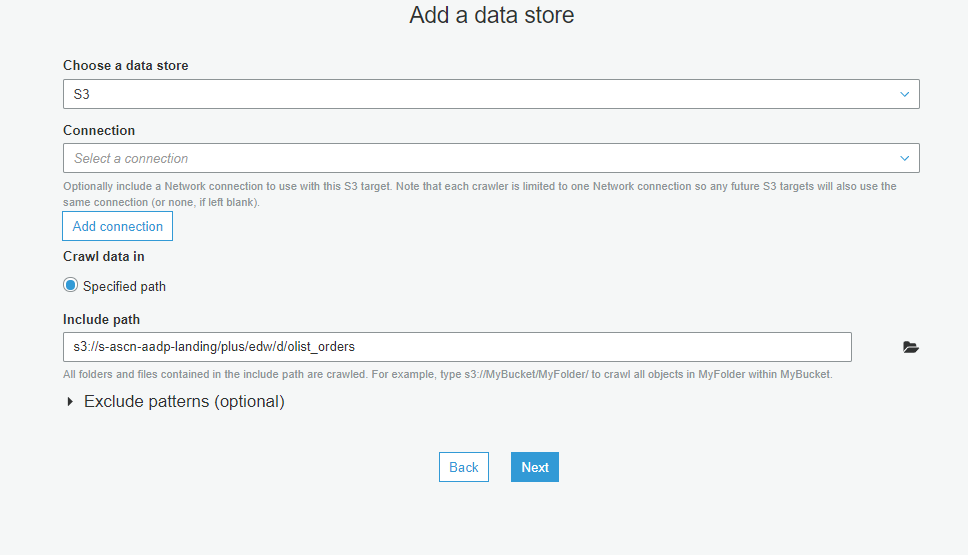 Add a data store
Choose a data store
S3
Connection
Select a connection
Optionally include a Network connection to use with this S3 target. Note that each crawler is limited to one Network connection so any future S3 targets will also use the
same connection (or none, if left blank).
Add connection
Crawl data in
Specified path
Include path
s3://s-ascn-aadp-landing/plus/edw/d/olist_orders
All folders and files contained in the include path are crawled. For example, type s3://MyBucket/MyFolder/ to crawl all objects in MyFolder within MyBucket.
Exclude patterns (optional)
Back Next